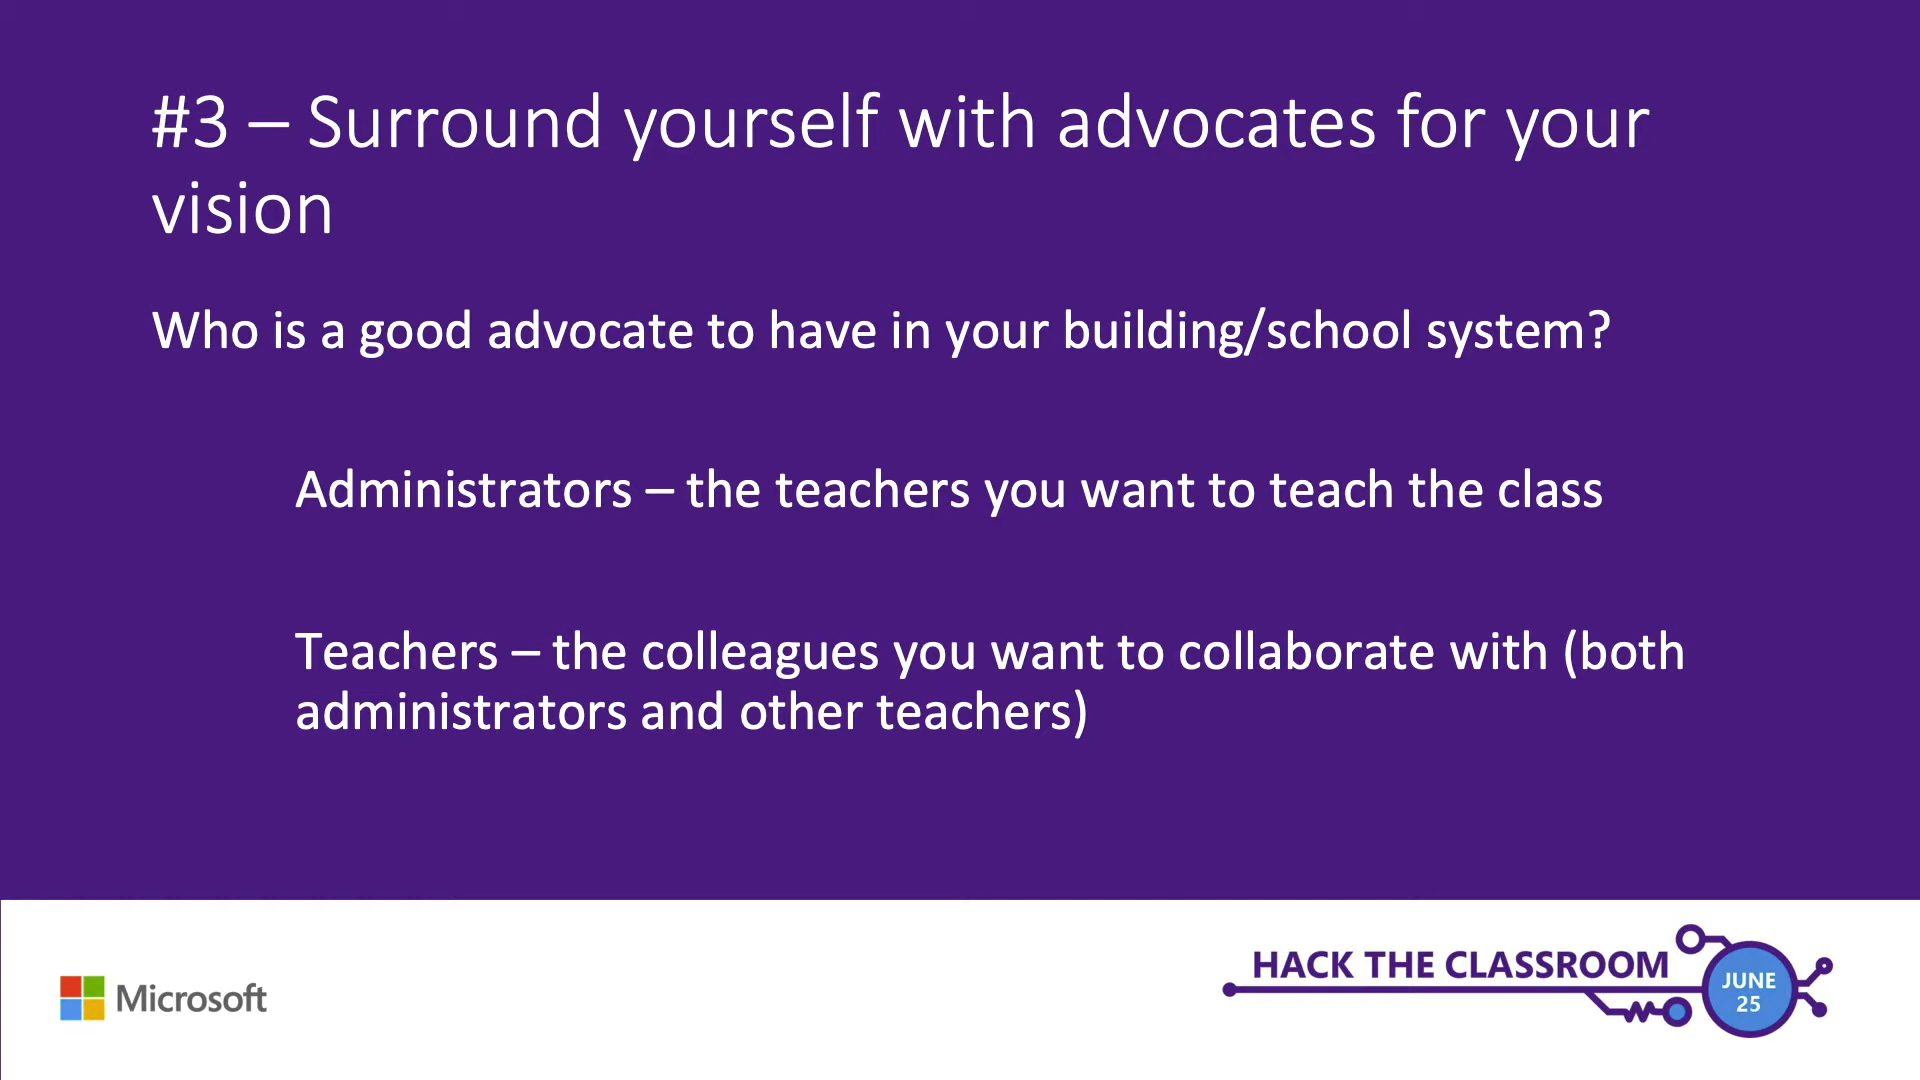 #3 – Surround yourself with advocates for your
vision
Who is a good advocate to have in your building/school system?
Administrators – the teachers you want to teach the class
Teachers – the colleagues you want to collaborate with (both
administrators and other teachers)
Microsoft
HACK THE CLASSROOM
JUNE
25